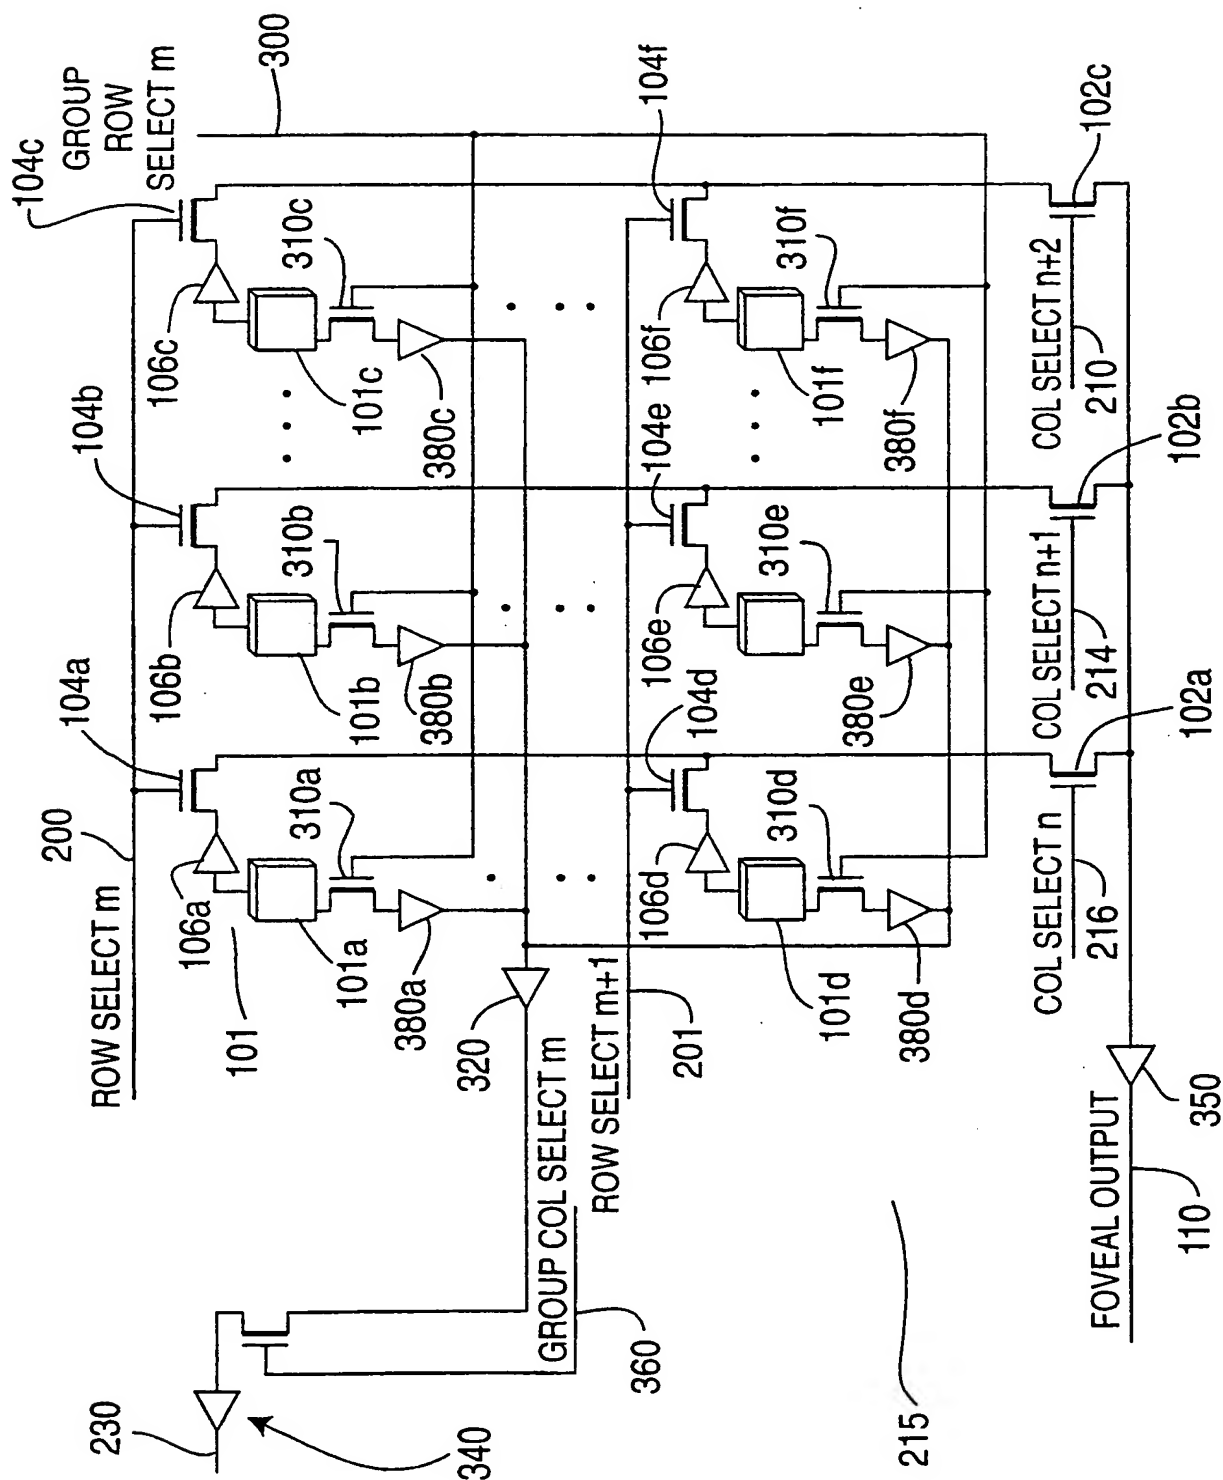 ROW SELECT m
200
104a
104b
104c
GROUP
ROW
SELECT m
300
106a
106b
106c
101
101a
310a
101b
310b
101c
310c
380a
380b
380c
320
230
340
GROUP COL SELECT m
360
ROW SELECT m+1
201
104d
104e
104f
106d
106e
106f
101d
310d
310e
101f
310f
380d
380e
380f
215
COL SELECT n
216
COL SELECT n+1
214
COL SELECT n+2
210
102a
102b
102c
FOVEAL OUTPUT
110
350